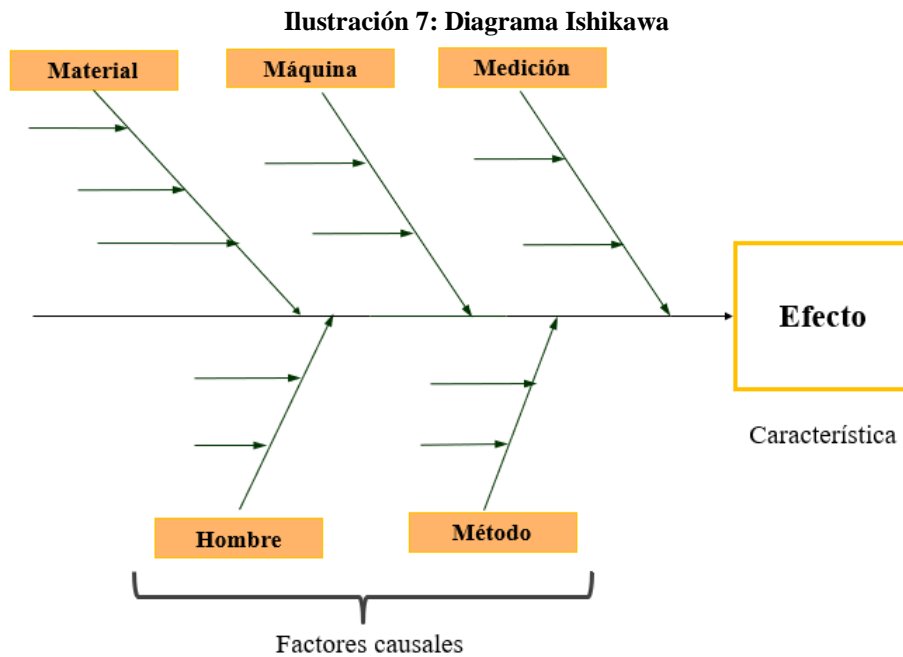 Ilustración 7: Diagrama Ishikawa
Material
Máquina
Medición
Efecto
Característica
Hombre
Método
Factores causales